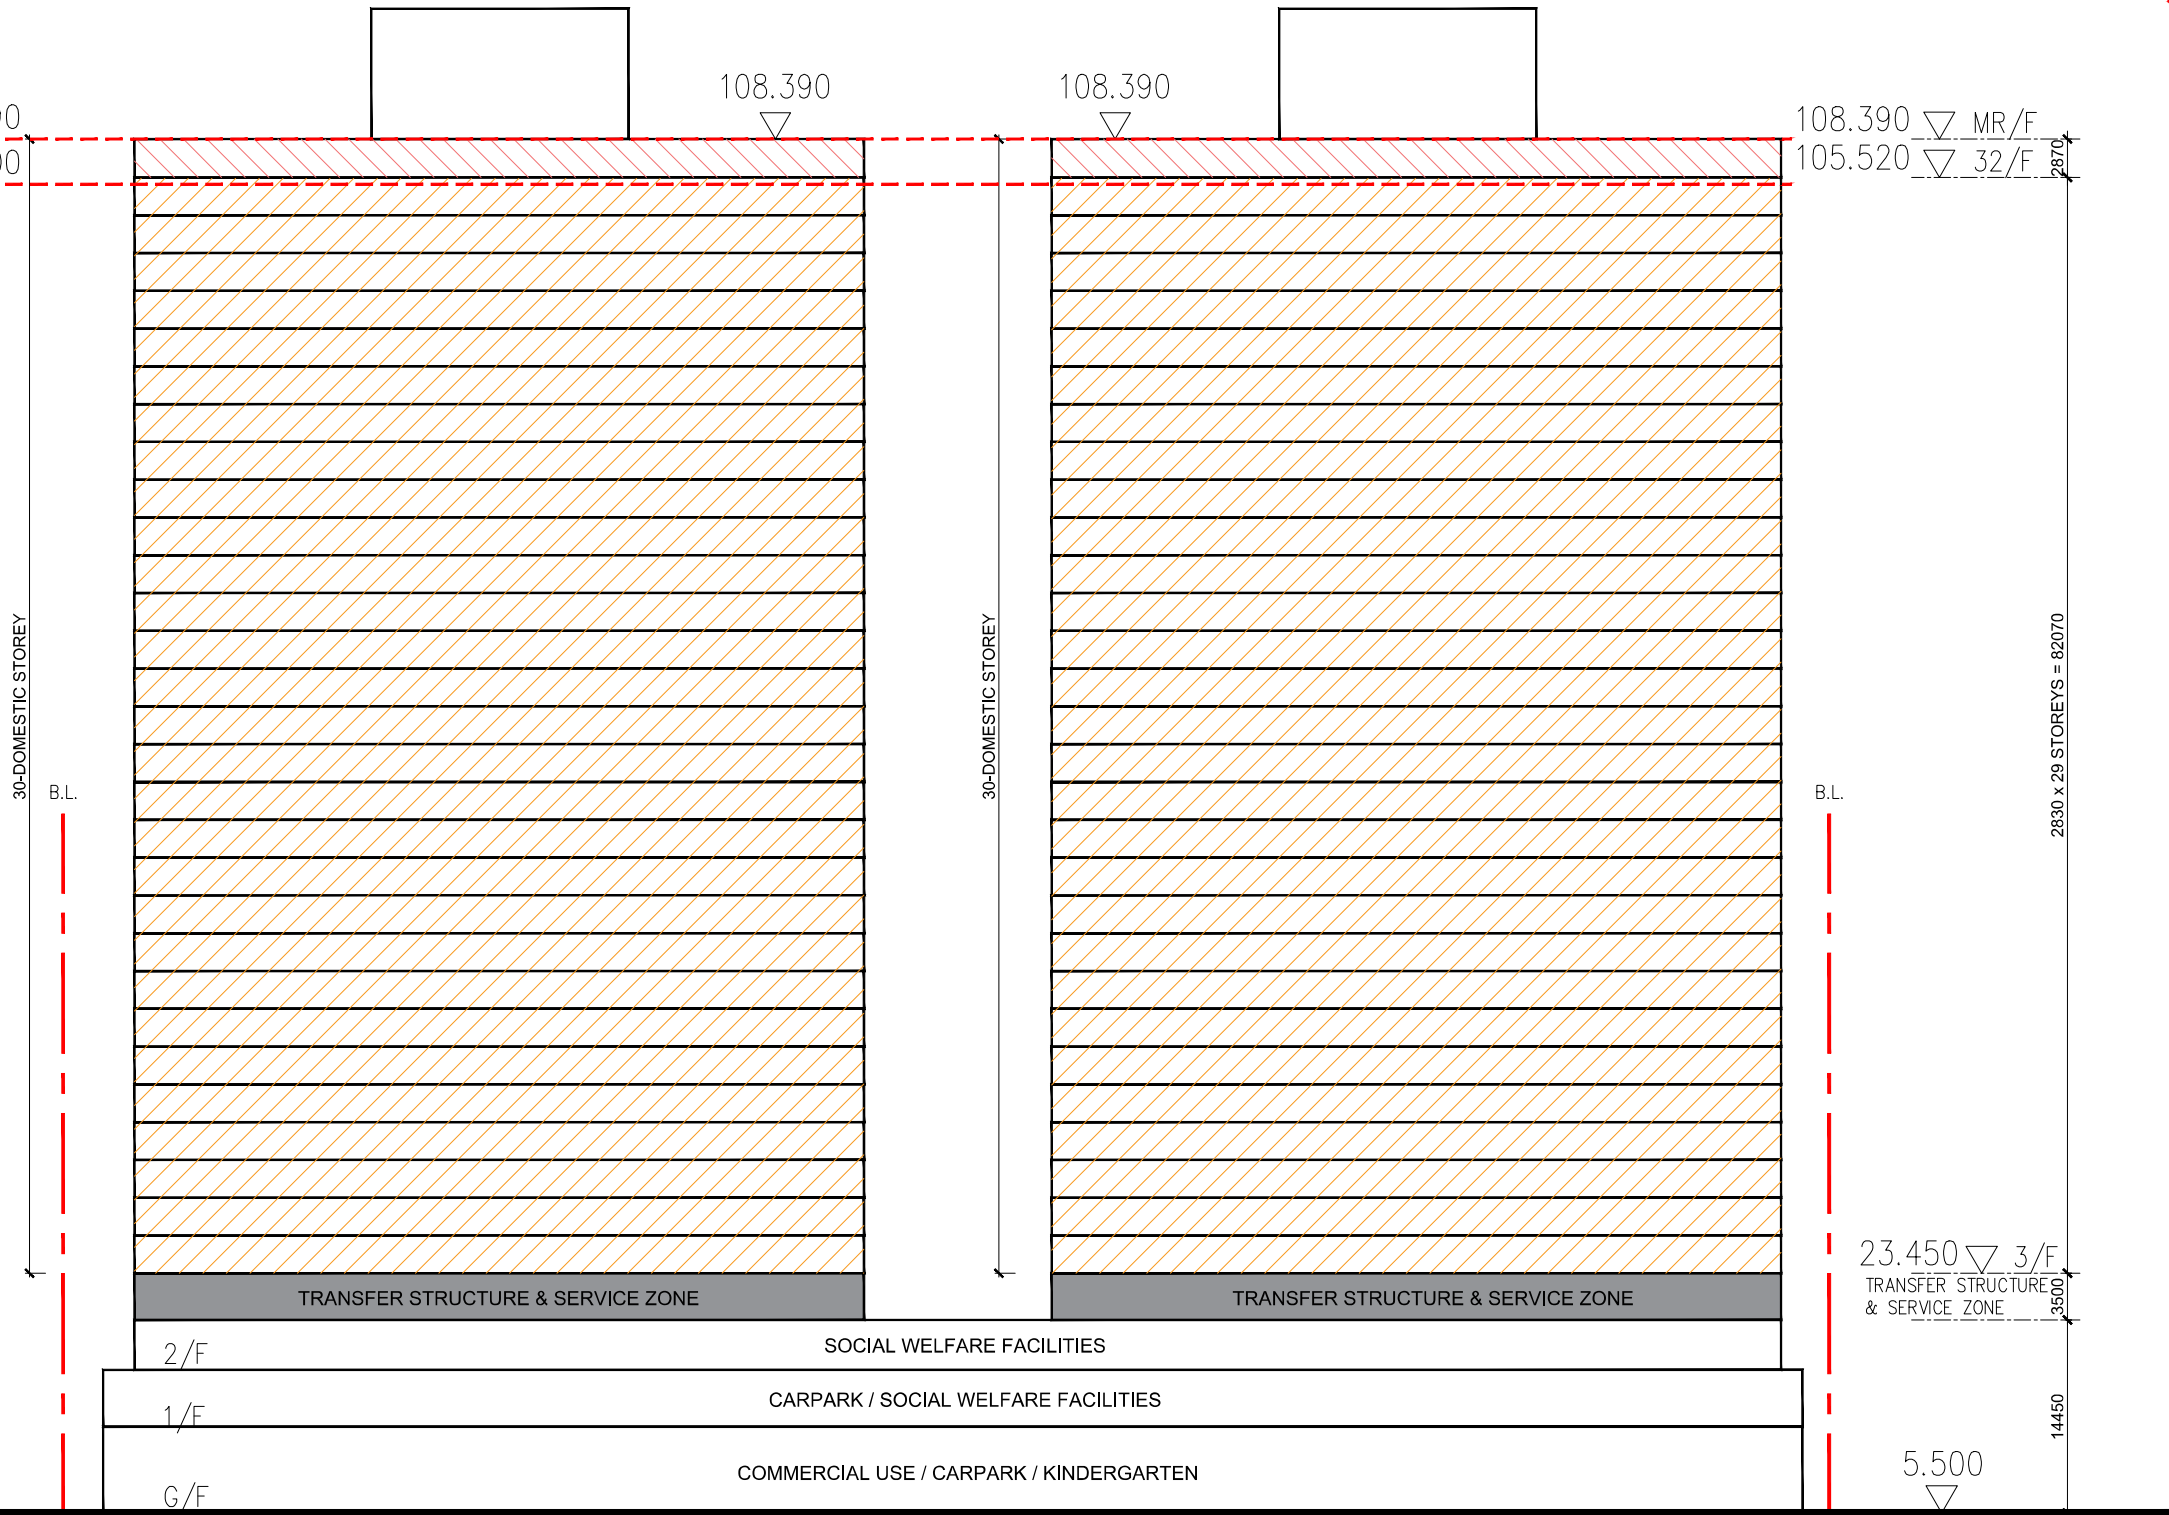 108.390
108.390
108.390 MR/F
105.520 32/F
2870
30-DOMESTIC STOREY
30-DOMESTIC STOREY
2830 x 29 STOREYS = 82070
B.L.
B.L.
23.450 3/F
TRANSFER STRUCTURE
& SERVICE ZONE
3500
TRANSFER STRUCTURE & SERVICE ZONE
TRANSFER STRUCTURE & SERVICE ZONE
SOCIAL WELFARE FACILITIES
2/F
CARPARK / SOCIAL WELFARE FACILITIES
1/F
14450
COMMERCIAL USE / CARPARK / KINDERGARTEN
5.500
G/F